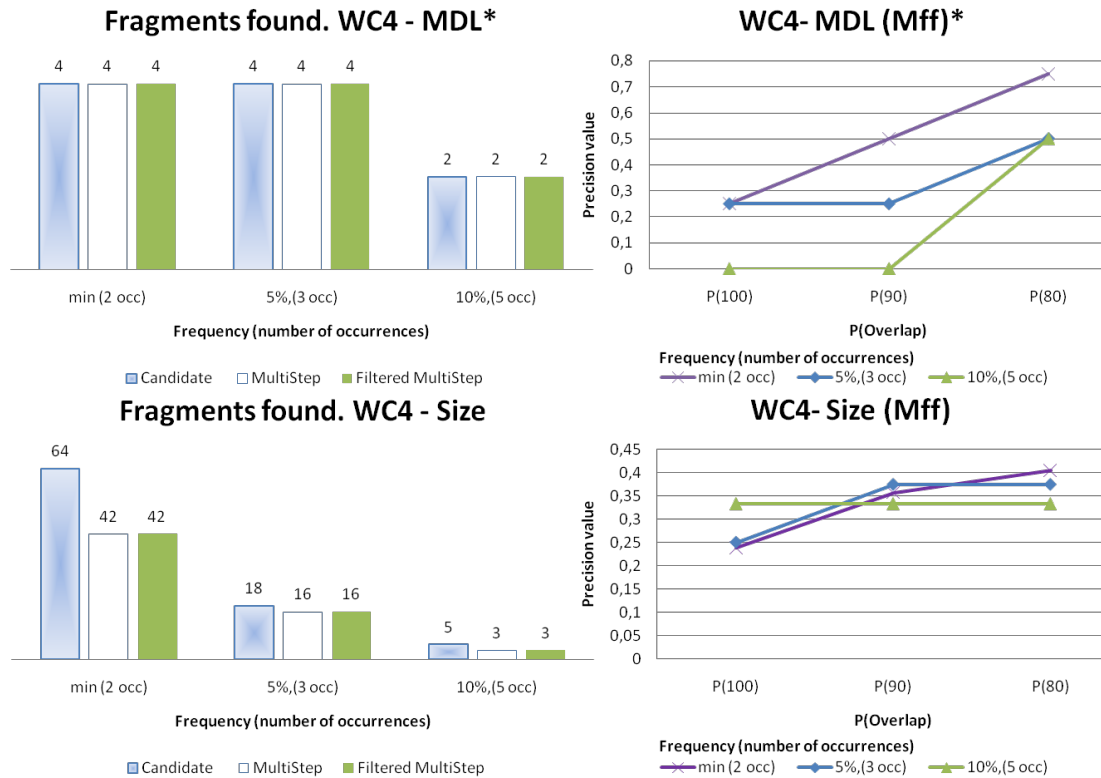 Fragments found. WC4 - MDL*
4 4 4 4 4 4 2 2 2
min (2 occ) 5%,(3 occ) 10%,(5 occ)
Frequency (number of occurrences)
Candidate MultiStep Filtered MultiStep
WC4- MDL (Mff)*
0,8
0,7
0,6
0,5
0,4
0,3
0,2
0,1
0
Precision value
P(100) P(90) P(80)
P(Overlap)
Frequency (number of occurrences)
min (2 occ) 5%,(3 occ) 10%,(5 occ)
Fragments found. WC4 - Size
64 42 42 18 16 16 5 3 3
min (2 occ) 5%,(3 occ) 10%,(5 occ)
Frequency (number of occurrences)
Candidate MultiStep Filtered MultiStep
WC4- Size (Mff)
0,45
0,4
0,35
0,3
0,25
0,2
0,15
0,1
0,05
0
Precision value
P(100) P(90) P(80)
P(Overlap)
Frequency (number of occurrences)
min (2 occ) 5%,(3 occ) 10%,(5 occ)